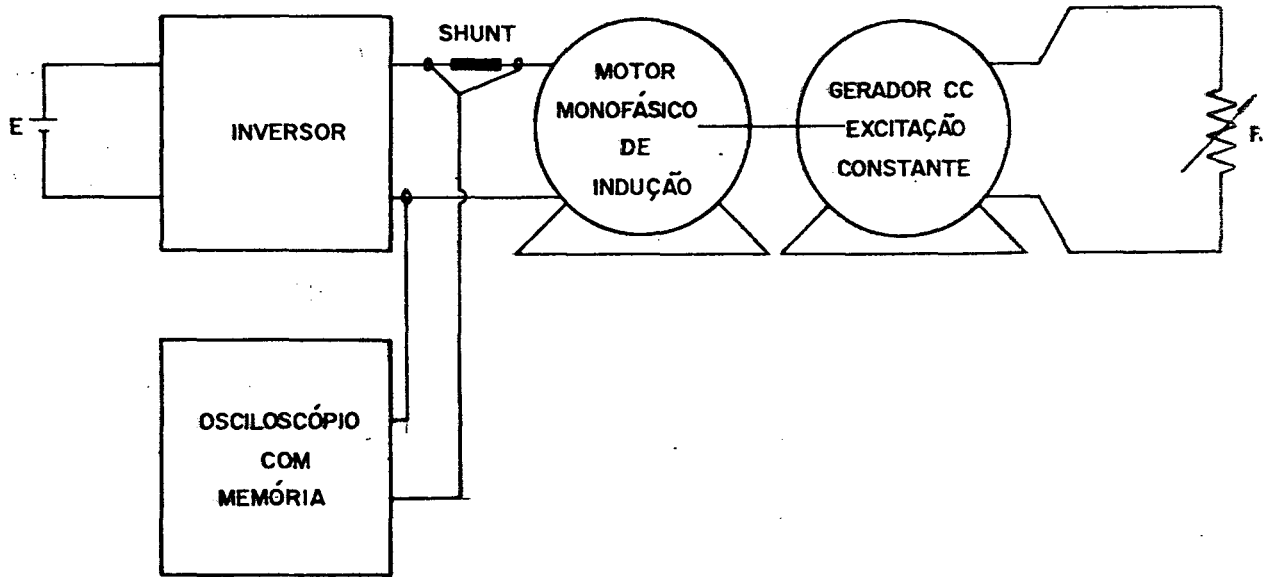 SHUNT
E
INVERSOR
MOTOR
MONOFÁSICO
DE
INDUÇÃO
GERADOR CC
EXCITAÇÃO
CONSTANTE
OSCILOSCÓPIO
COM
MEMÓRIA